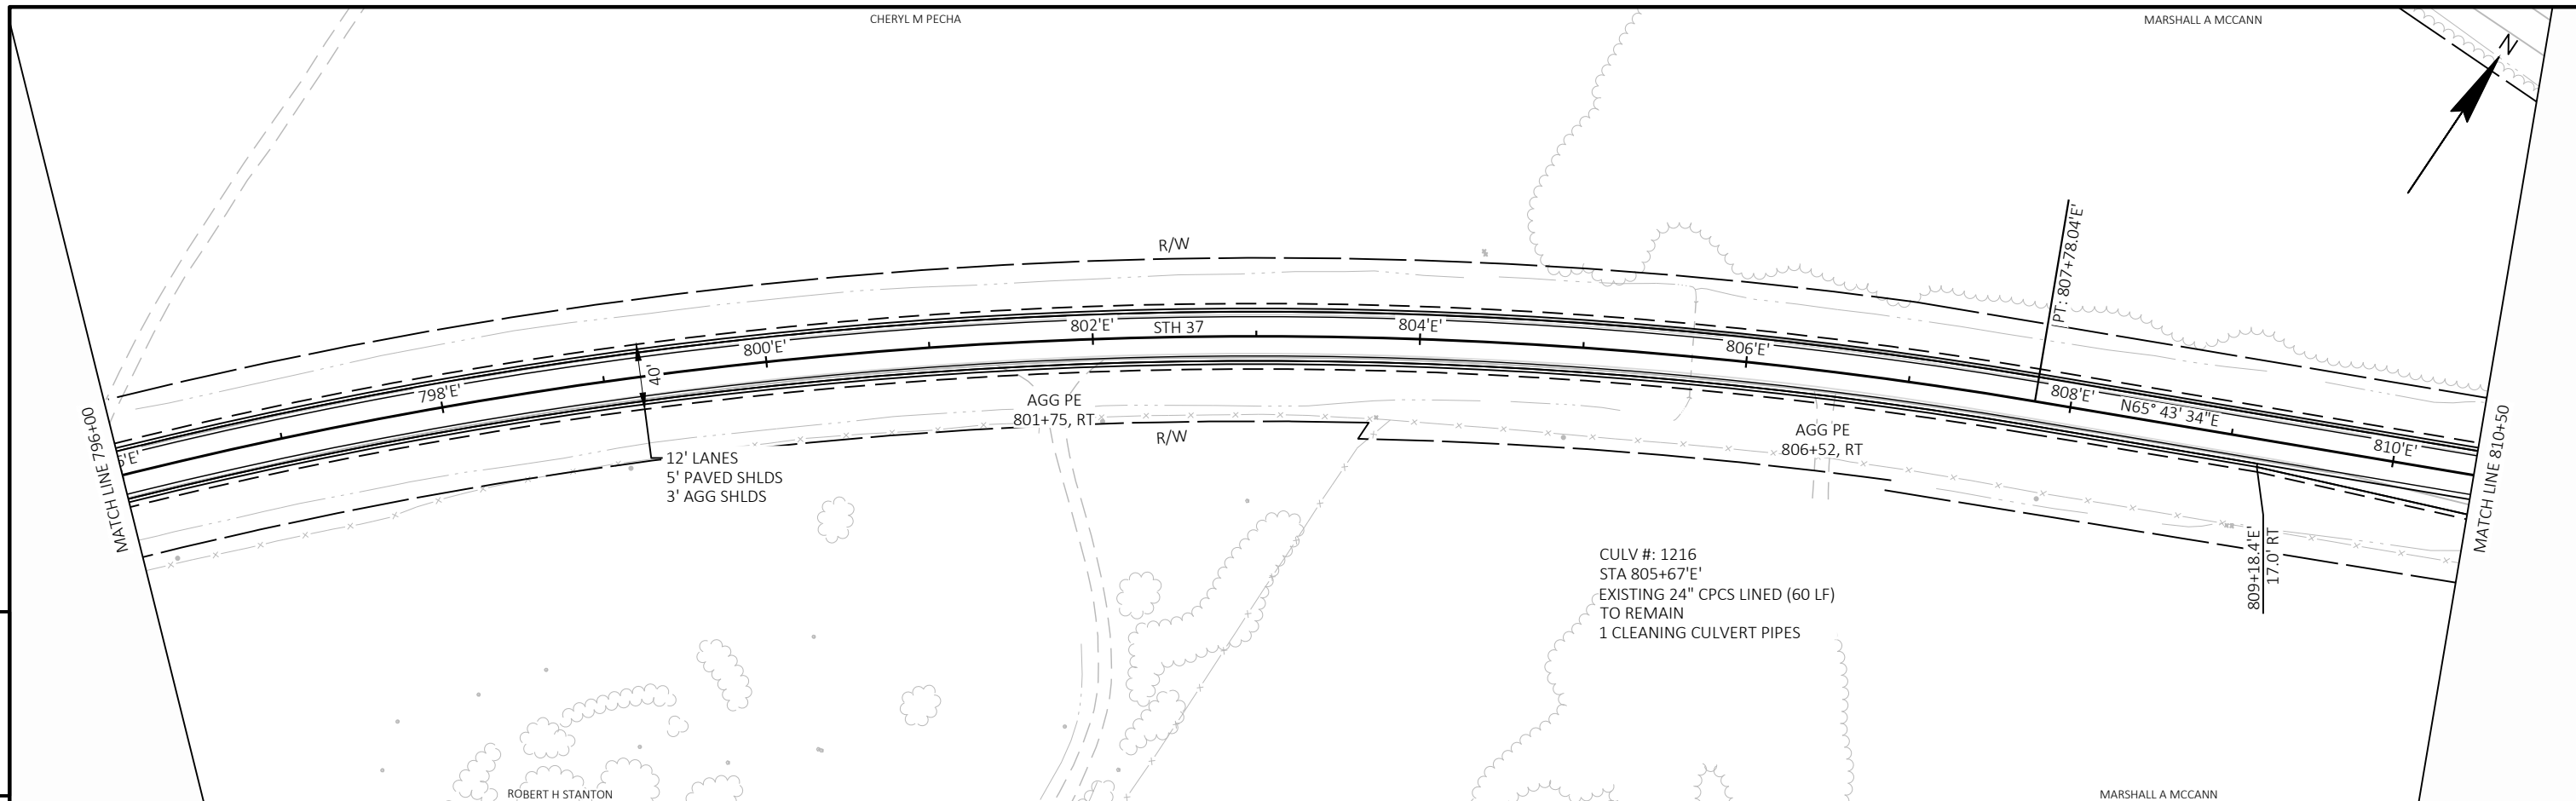 CHERYL M PECHA
MARSHALL A MCCANN
N
R/W
PT: 807+78.04'E'
802'E'
STH 37
804'E'
800'E'
806'E'
40'
798'E'
808'E'
N65° 43' 34"E
AGG PE
801+75, RT
R/W
AGG PE
806+52, RT
810'E'
MATCH LINE 796+00
MATCH LINE 810+50
12' LANES
5' PAVED SHLDS
3' AGG SHLDS
CULV #: 1216
STA 805+67'E'
EXISTING 24" CPCS LINED (60 LF)
TO REMAIN
1 CLEANING CULVERT PIPES
809+18.4'E'
17.0' RT
ROBERT H STANTON
MARSHALL A MCCANN